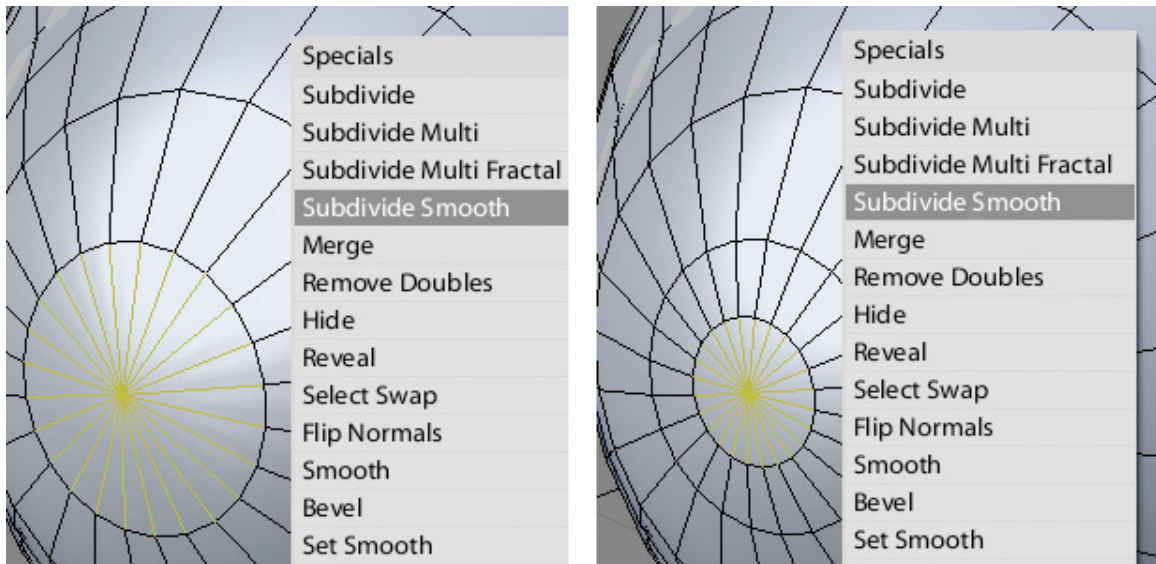 Specials
Subdivide
Subdivide Multi
Subdivide Multi Fractal
Subdivide Smooth
Merge
Remove Doubles
Hide
Reveal
Select Swap
Flip Normals
Smooth
Bevel
Set Smooth
Specials
Subdivide
Subdivide Multi
Subdivide Multi Fractal
Subdivide Smooth
Merge
Remove Doubles
Hide
Reveal
Select Swap
Flip Normals
Smooth
Bevel
Set Smooth